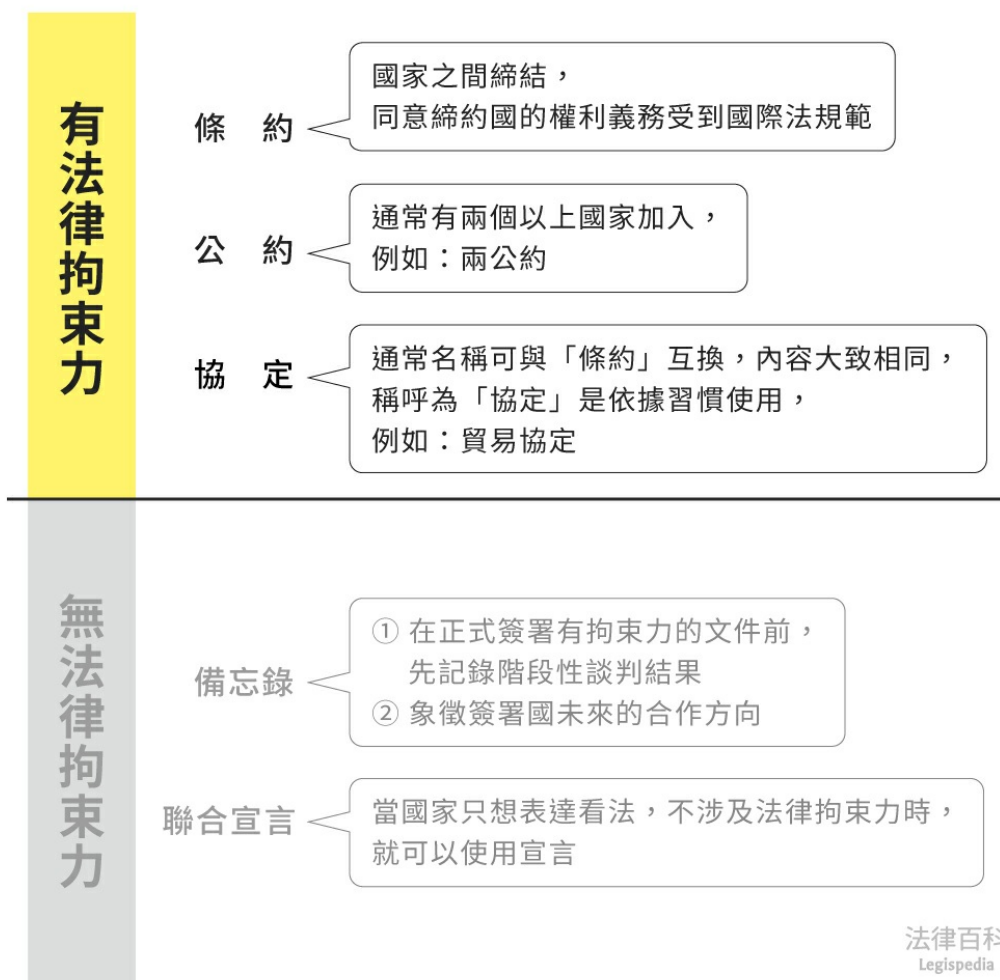 有法律拘束力
條約
國家之間締結，
同意締約國的權利義務受到國際法規範
公約
通常有兩個以上國家加入，
例如：兩公約
協定
通常名稱可與「條約」互換，內容大致相同，
稱呼為「協定」是依據習慣使用，
例如：貿易協定
無法律拘束力
備忘錄
① 在正式簽署有拘束力的文件前，
先記錄階段性談判結果
② 象徵簽署國未來的合作方向
聯合宣言
當國家只想表達看法，不涉及法律拘束力時，
就可以使用宣言
法律百科
Legispedia